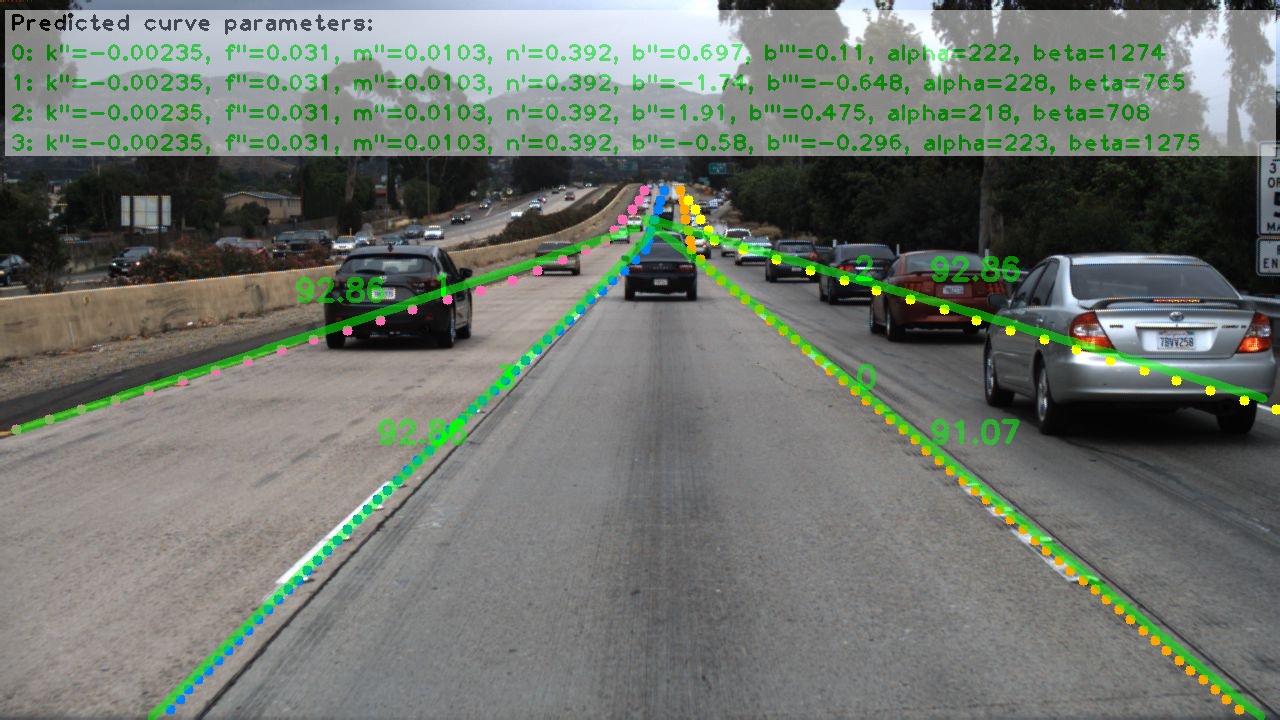 Predicted curve parameters:
0: k''=-0.00235, f''=0.031, m''=0.0103, n'=0.392, b''=0.697, b'''=0.11, alpha=222, beta=1274
1: k''=-0.00235, f''=0.031, m''=0.0103, n'=0.392, b''=-1.74, b'''=-0.648, alpha=228, beta=765
2: k''=-0.00235, f''=0.031, m''=0.0103, n'=0.392, b''=1.91, b'''=0.475, alpha=218, beta=708
3: k''=-0.00235, f''=0.031, m''=0.0103, n'=0.392, b''=-0.58, b'''=-0.296, alpha=223, beta=1275
2 92.86
92.86 1
0
92.86
91.07